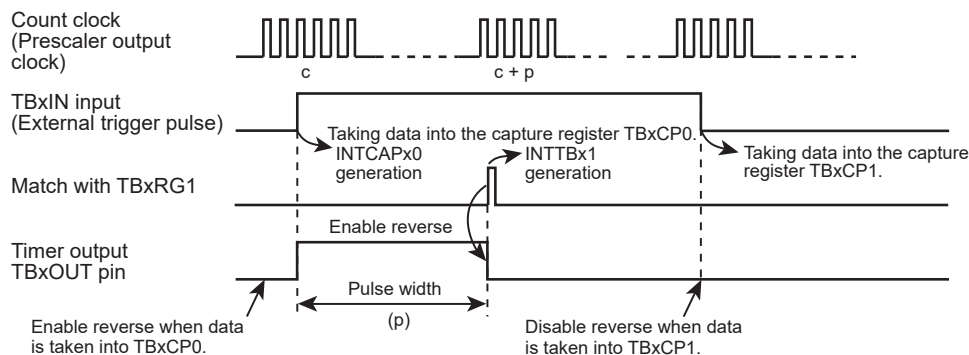 Count clock
(Prescaler output
clock)
c
c + p
TBxIN input
(External trigger pulse)
Taking data into the capture register TBxCP0.
INTCAPx0
generation
INTTBx1
generation
Taking data into the capture
register TBxCP1.
Match with TBxRG1
Enable reverse
Timer output
TBxOUT pin
Pulse width
(p)
Enable reverse when data
is taken into TBxCP0.
Disable reverse when data
is taken into TBxCP1.